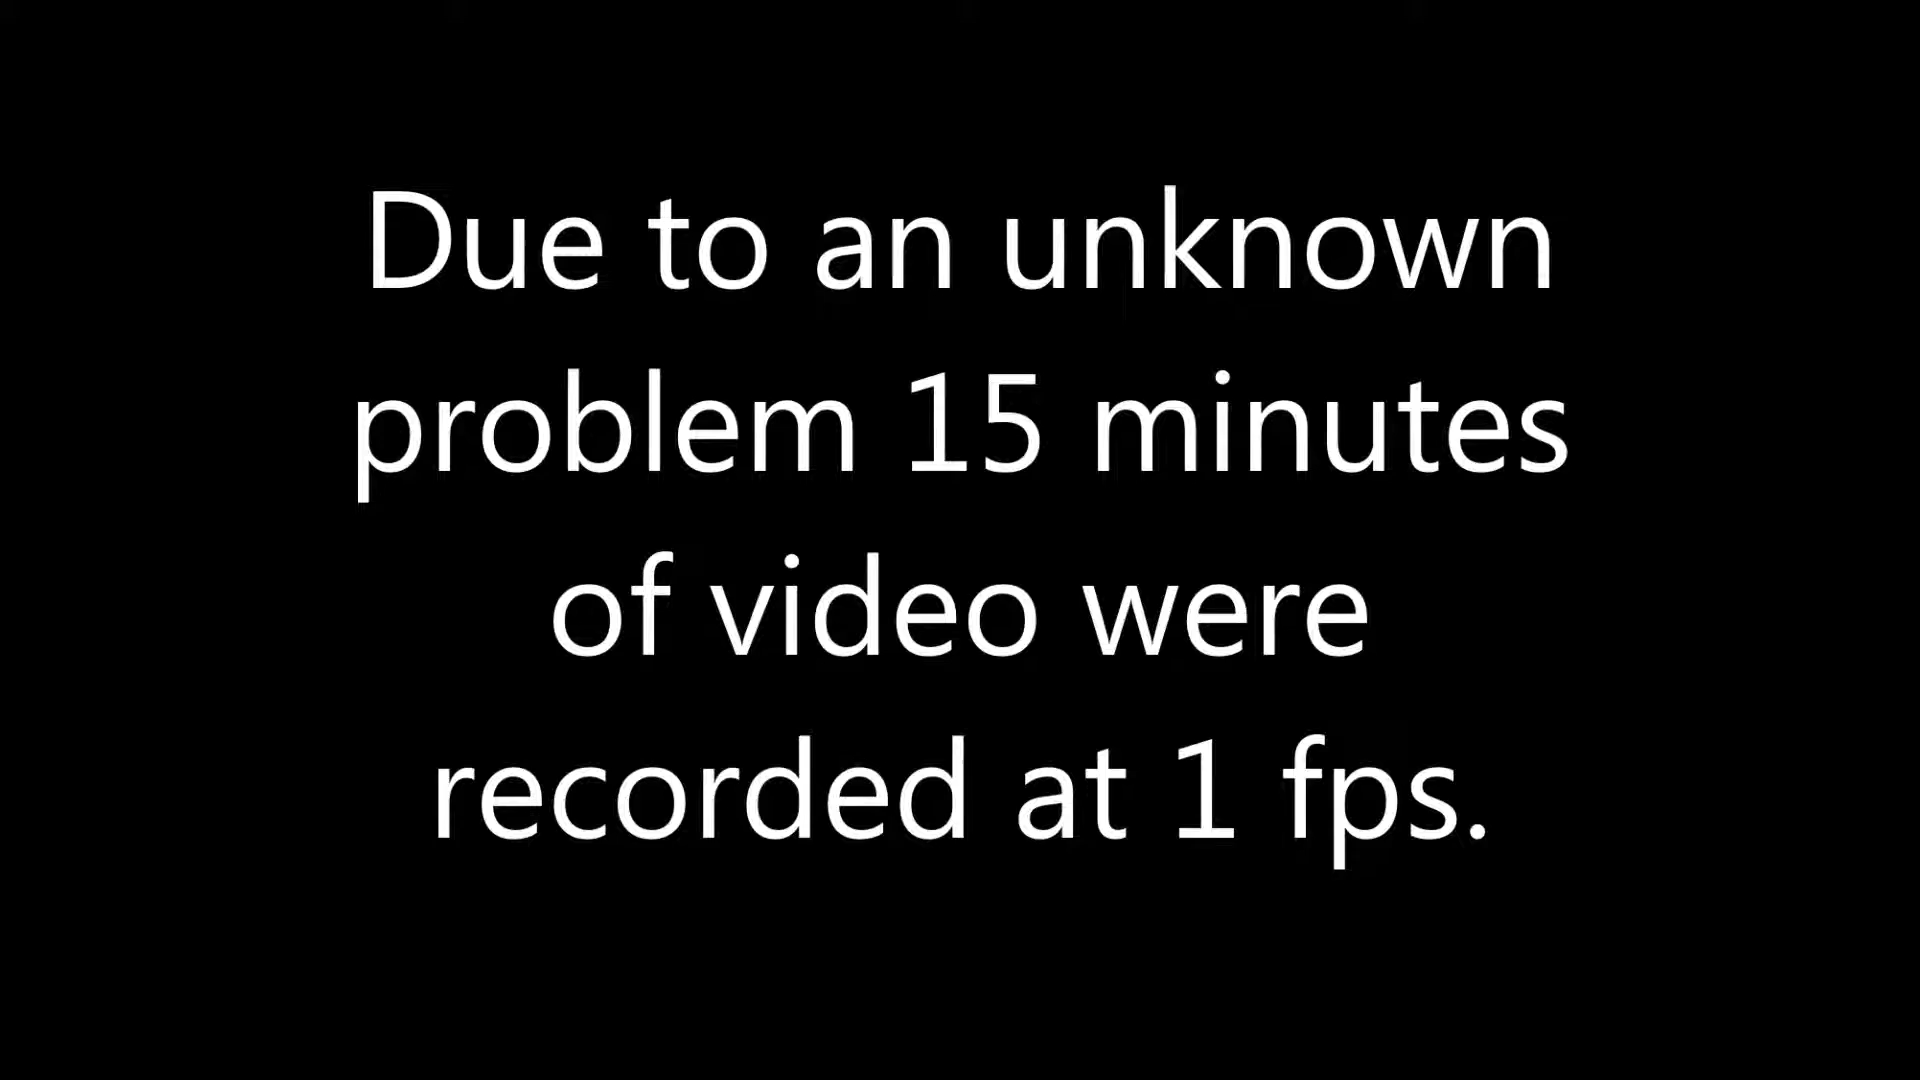 Due to an unknown
problem 15 minutes
of video were
recorded at 1 fps.